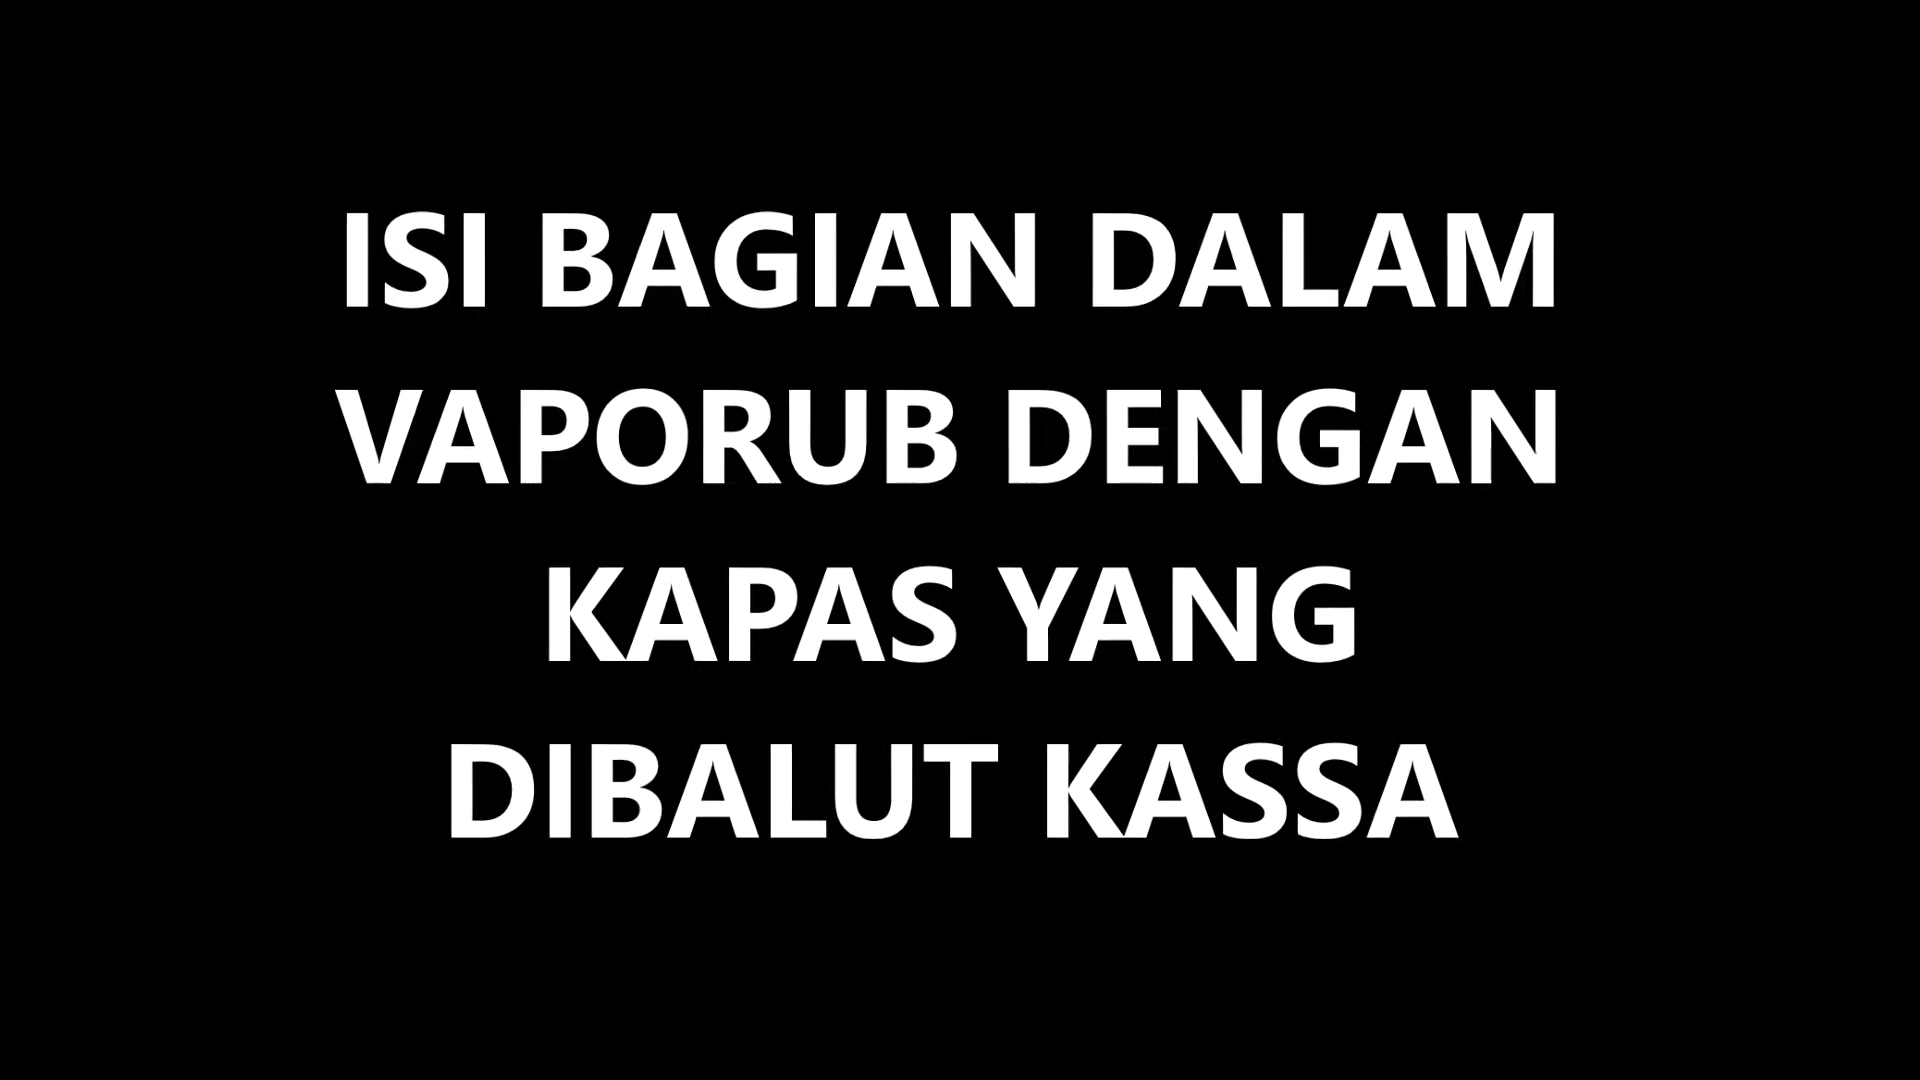 ISI BAGIAN DALAM
VAPORUB DENGAN
KAPAS YANG
DIBALUT KASSA